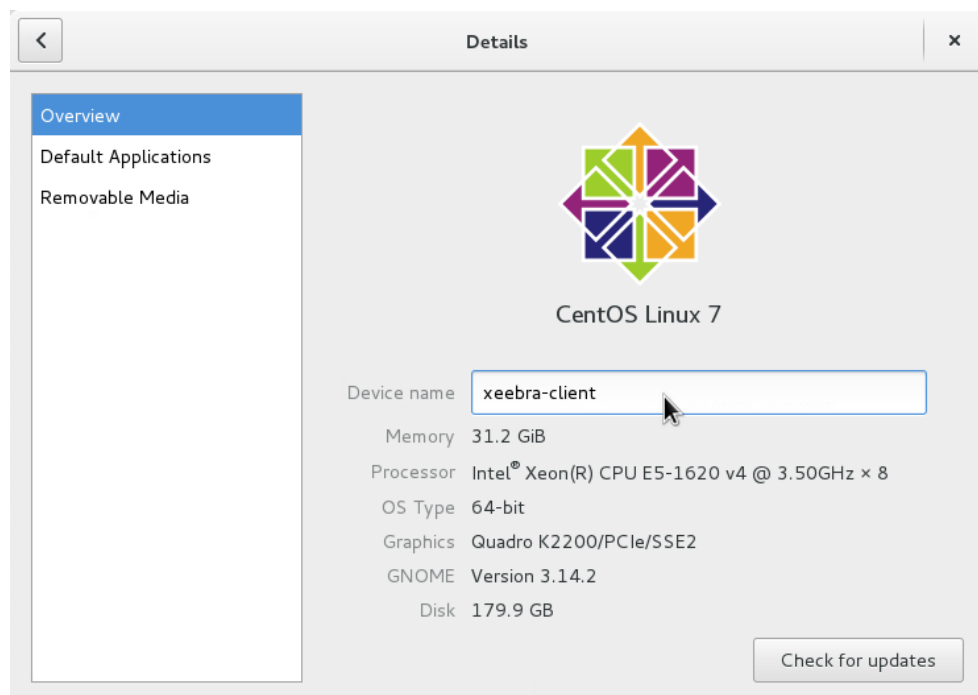 Details
Overview
Default Applications
Removable Media
CentOS Linux 7
Device name xeebra-client
Memory 31.2 GiB
Processor Intel® Xeon(R) CPU E5-1620 v4 @ 3.50GHz × 8
OS Type 64-bit
Graphics Quadro K2200/PCIe/SSE2
GNOME Version 3.14.2
Disk 179.9 GB
Check for updates